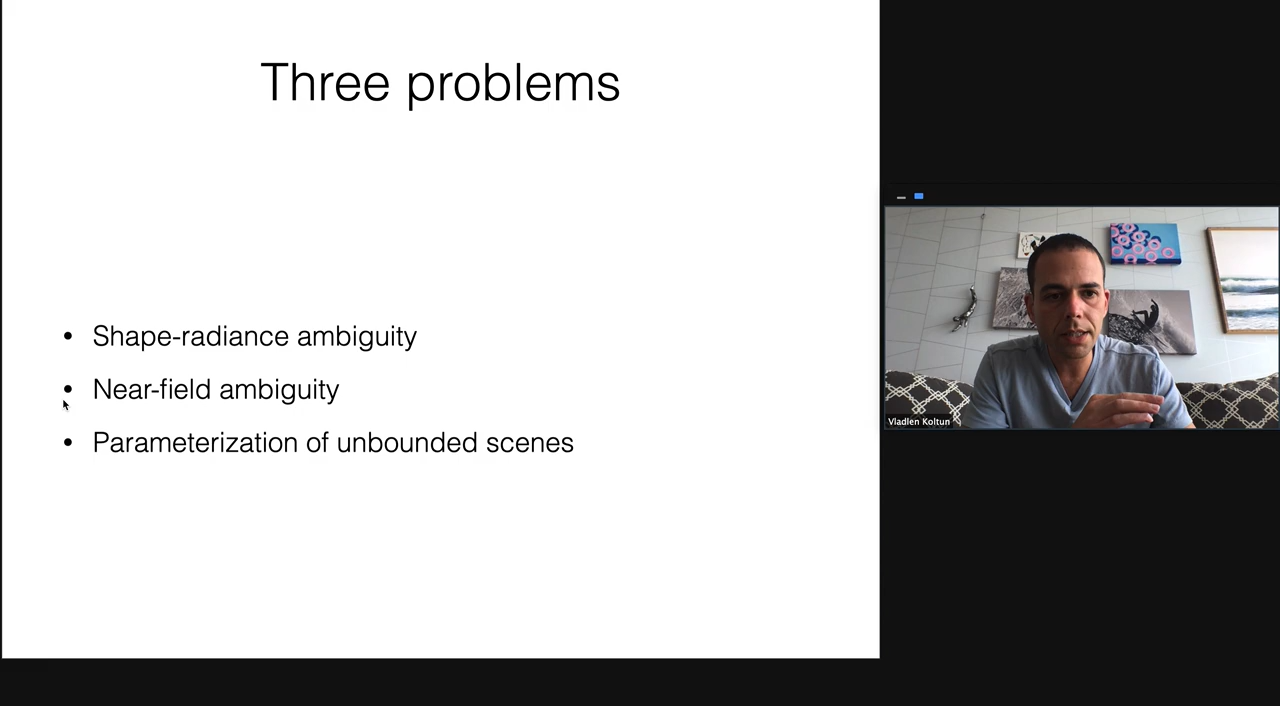 Three problems
• Shape-radiance ambiguity
• Near-field ambiguity
• Parameterization of unbounded scenes
Vladlen Koltun